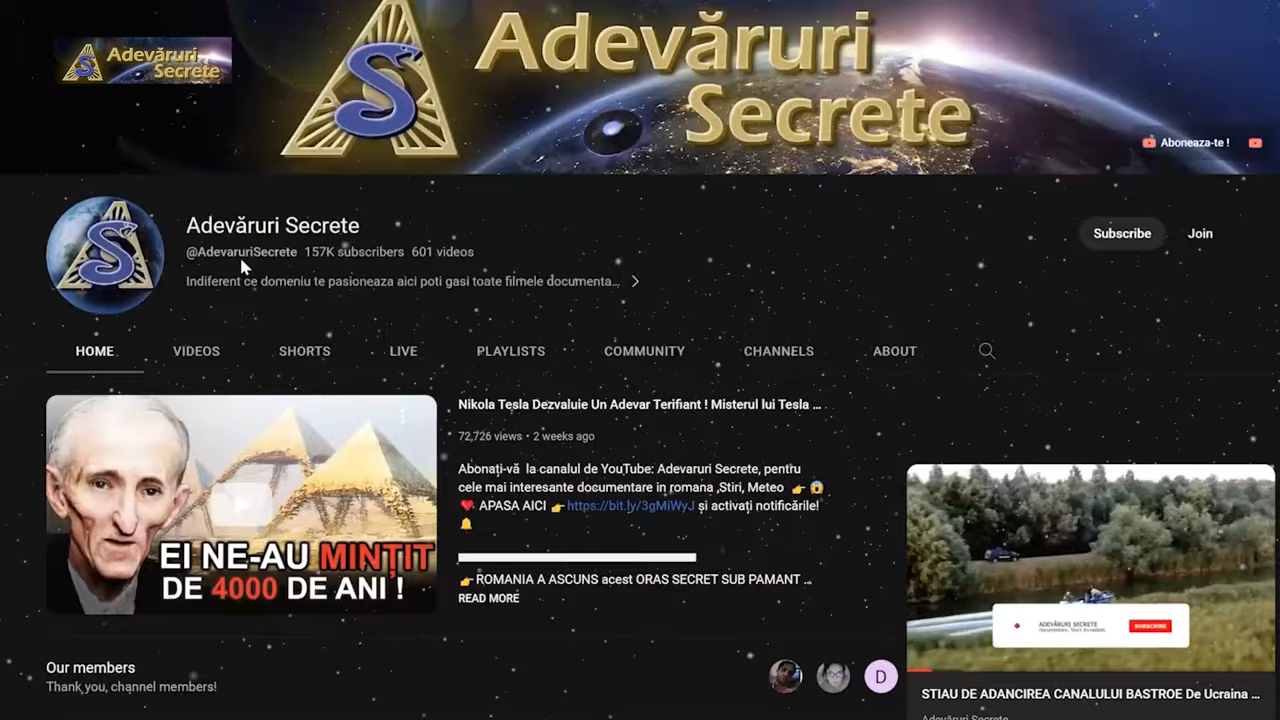 Adevăruri
Secrete
Adevăruri
Secrete
Aboneaza-te !
Adevăruri Secrete
@AdevaruriSecrete 157K subscribers 601 videos
Indiferent ce domeniu te pasioneaza aici poti gasi toate filmele documenta...
Subscribe
Join
HOME VIDEOS SHORTS LIVE PLAYLISTS COMMUNITY CHANNELS ABOUT
EI NE-AU MINȚIT
DE 4000 DE ANI !
Nikola Tesla Dezvaluie Un Adevar Terifiant ! Misterul lui Tesla ...
72,726 views • 2 weeks ago
Abonați-vă la canalul de YouTube: Adevaruri Secrete, pentru
cele mai interesante documentare in romana ,Stiri, Meteo 👉 😱
❤️ APASA AICI 👉 https://bit.ly/3gMiWyJ și activați notificările!
🔔
👉ROMANIA A ASCUNS acest ORAS SECRET SUB PAMANT ...
READ MORE
Our members
Thank you, channel members!
D
ADEVĂRURI SECRETE
SUBSCRIBE
STIAU DE ADANCIREA CANALULUI BASTROE De Ucraina ...
Adevăruri Secrete